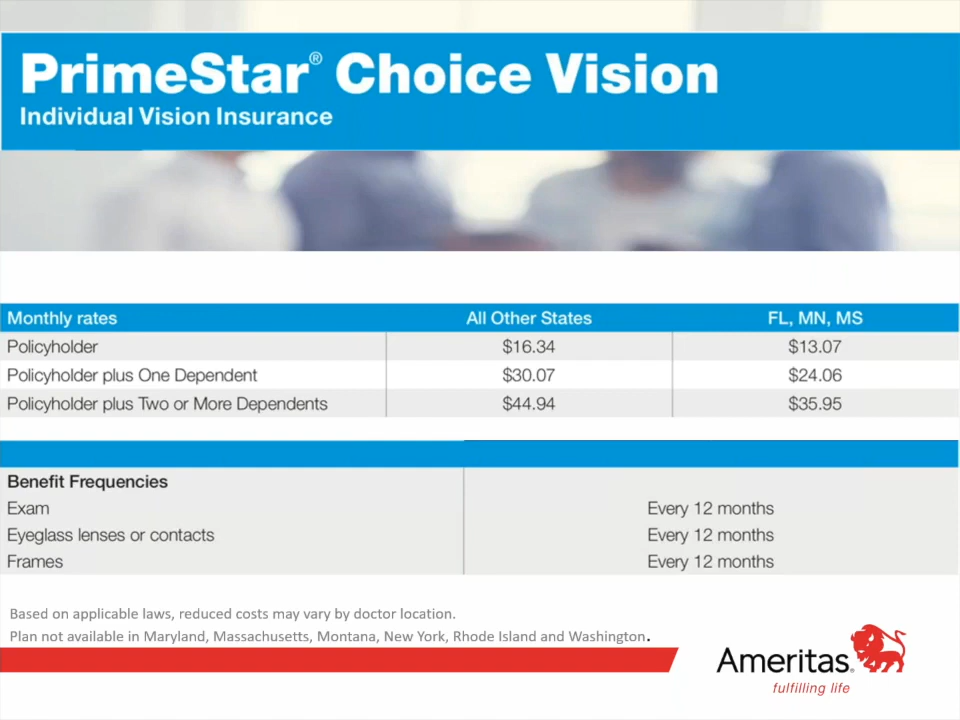 PrimeStar® Choice Vision
Individual Vision Insurance
Monthly rates All Other States FL, MN, MS
Policyholder $16.34 $13.07
Policyholder plus One Dependent $30.07 $24.06
Policyholder plus Two or More Dependents $44.94 $35.95
Benefit Frequencies
Exam Every 12 months
Eyeglass lenses or contacts Every 12 months
Frames Every 12 months
Based on applicable laws, reduced costs may vary by doctor location.
Plan not available in Maryland, Massachusetts, Montana, New York, Rhode Island and Washington.
Ameritas®
fulfilling life